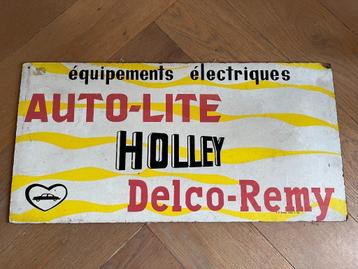 équipements électriques
AUTO-LITE
HOLLEY
Delco-Remy